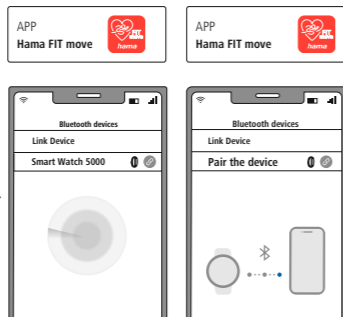 APP
Hama FIT move
FIT
move
hama
APP
Hama FIT move
FIT
move
hama
Bluetooth devices
Link Device
Smart Watch 5000
Bluetooth devices
Link Device
Pair the device